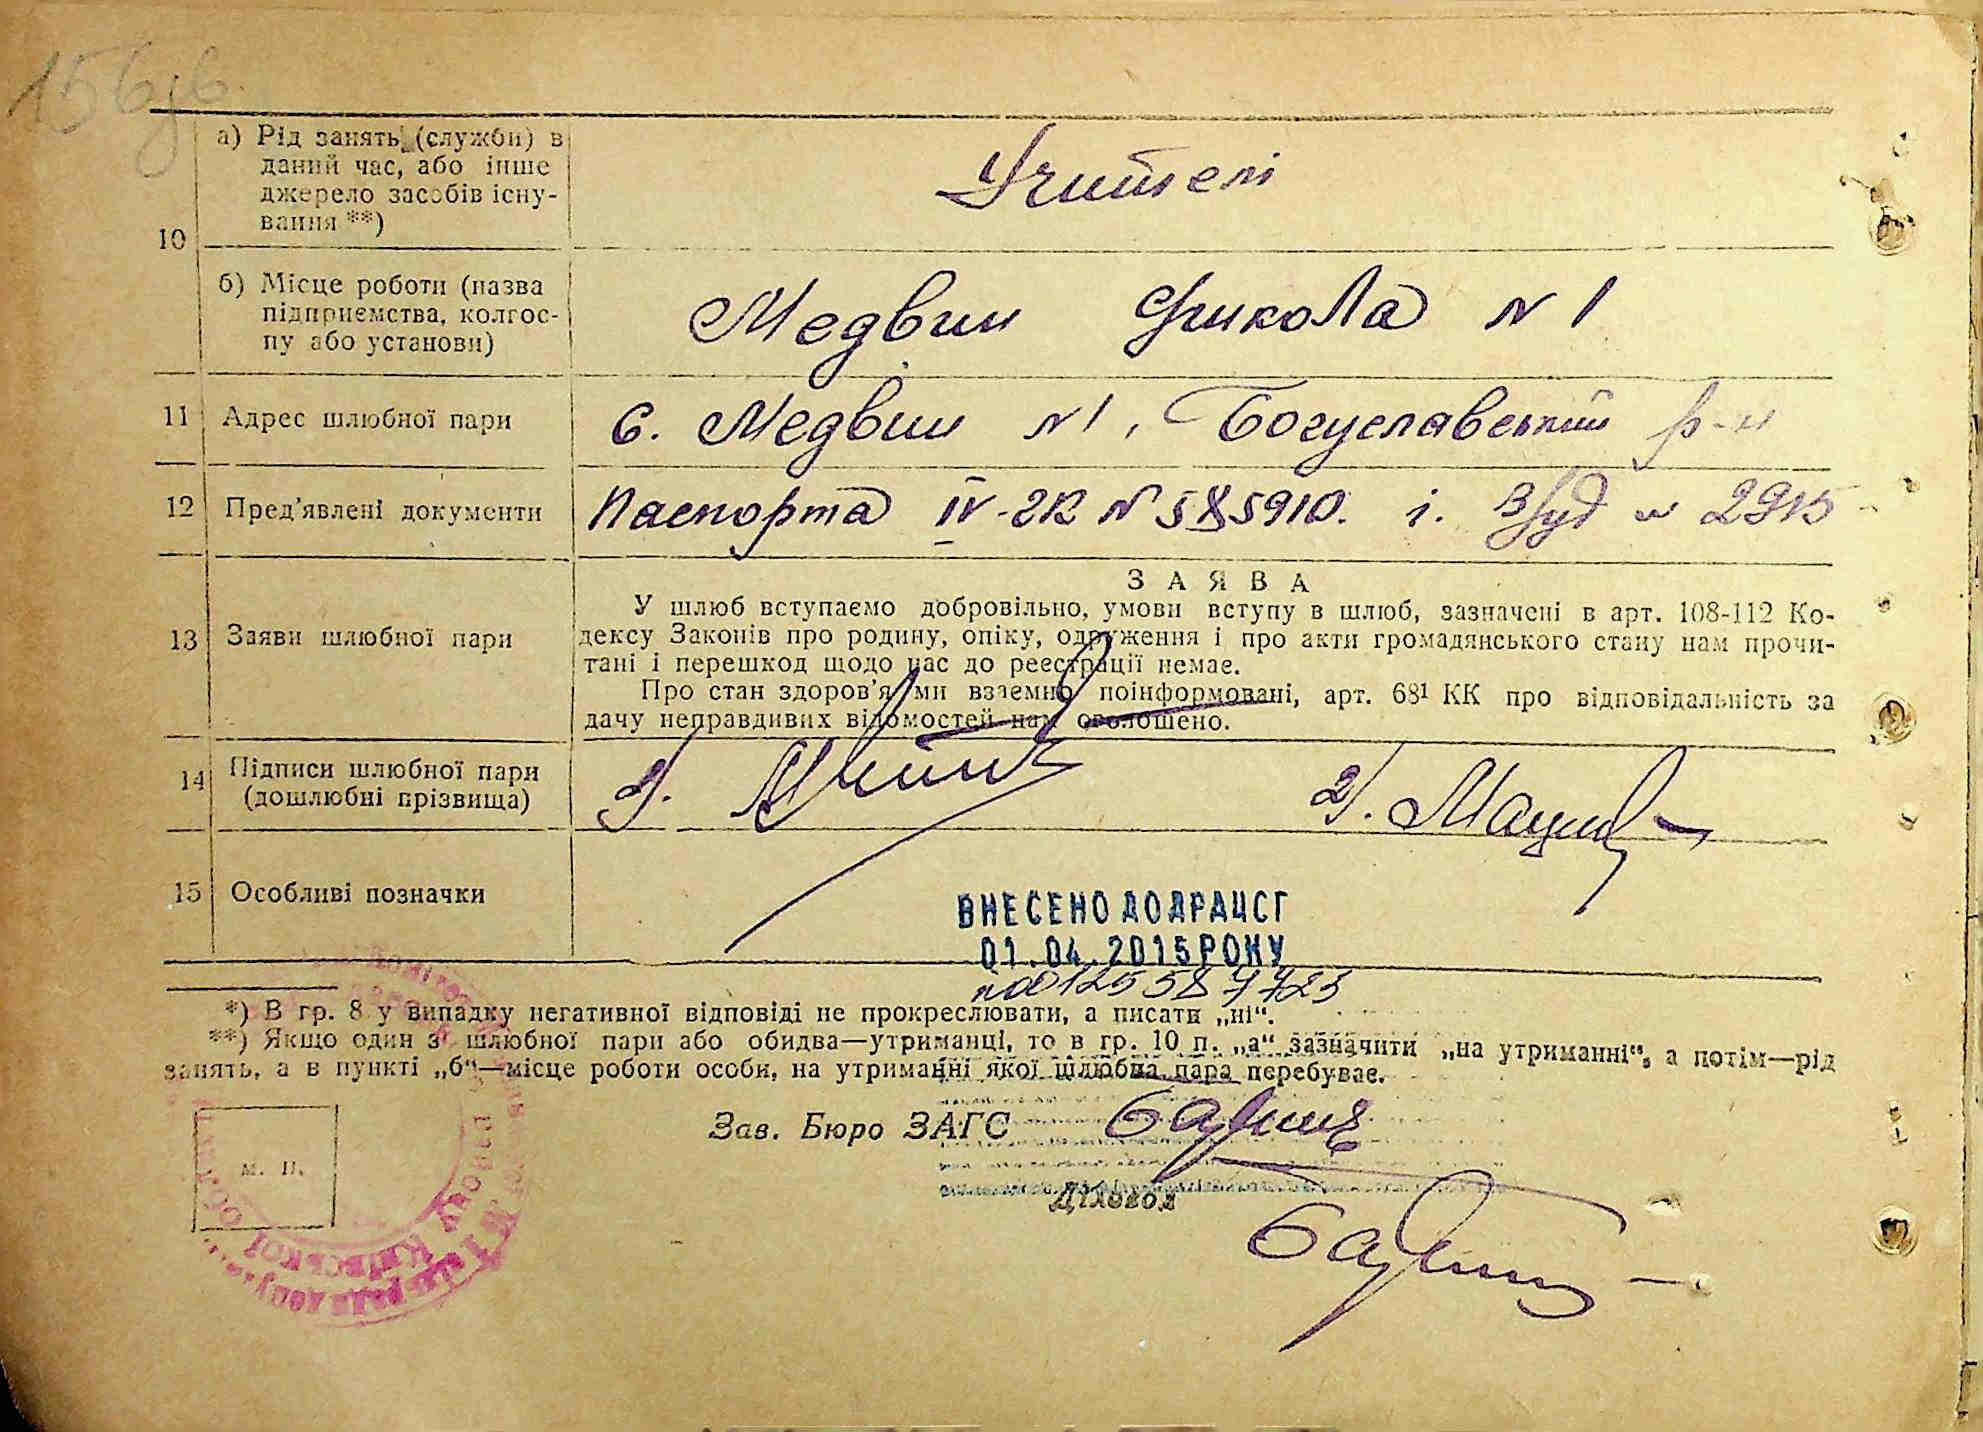 а) Рід занять (служби) в
даний час, або інше
джерело засобів існу-
вання **)
Учителі
10
б) Місце роботи (назва
підприємства, колгос-
пу або установи)
Медвин школа N 1
11 Адрес шлюбної пари
с. Медвин N 1, Богуславський р-н
12 Пред'явлені документи
Паспорта IV-ЕК N 585910. і.
13 Заяви шлюбної пари
ЗАЯВА
У шлюб вступаємо добровільно, умови вступу в шлюб, зазначені в арт. 108-112 Ко-
дексу Законів про родину, опіку, одруження і про акти громадянського стану нам прочи-
тані і перешкод щодо нас до реєстрації немає.
Про стан здоров'я ми взаємно поінформовані, арт. 68¹ КК про відповідальність за
дачу неправдивих відомостей нам оголошено.
14 Підписи шлюбної пари
(дошлюбні прізвища)
1). 2).
15 Особливі позначки
ВНЕСЕНО ДО ДРАЦСГ
01.04.2015 РОКУ
*) В гр. 8 у випадку негативної відповіді не прокреслювати, а писати „ні“.
**) Якщо один з шлюбної пари або обидва—утриманці, то в гр. 10 п. „а“ зазначити „на утриманні“, а потім—рід
занять, а в пункті „б“—місце роботи особи, на утриманні якої шлюбна пара перебуває.
Зав. Бюро ЗАГС
м. п.
Діловод